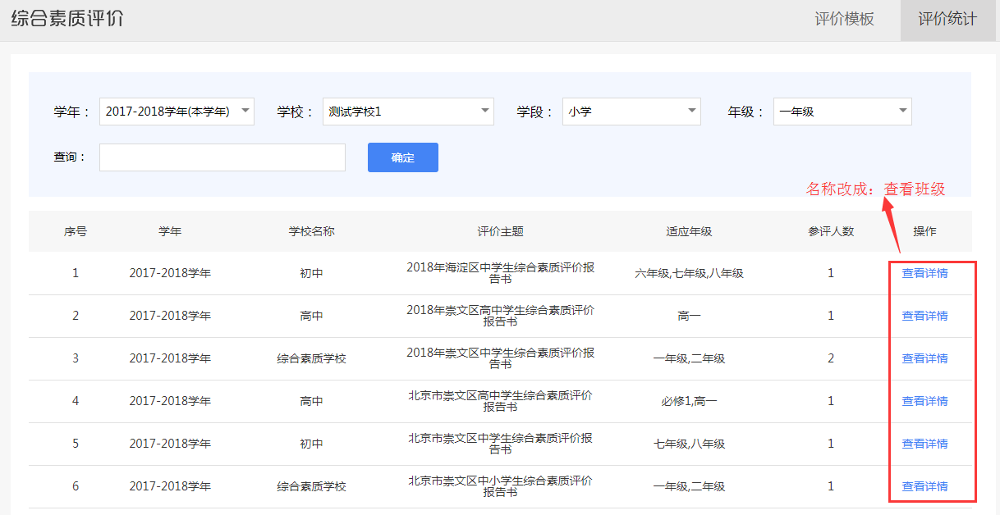 综合素质评价 评价模板 评价统计
学年： 2017-2018学年(本学年) 学校： 测试学校1 学段： 小学 年级： 一年级
查询： 确定
名称改成：查看班级
序号 学年 学校名称 评价主题 适应年级 参评人数 操作
1 2017-2018学年 初中 2018年海淀区中学生综合素质评价报 六年级,七年级,八年级 1 查看详情
告书
2 2017-2018学年 高中 2018年崇文区高中学生综合素质评价 高一 1 查看详情
报告书
3 2017-2018学年 综合素质学校 2018年崇文区中学生综合素质评价报 一年级,二年级 2 查看详情
告书
4 2017-2018学年 高中 北京市崇文区高中学生综合素质评价 必修1,高一 1 查看详情
报告书
5 2017-2018学年 初中 北京市崇文区中学生综合素质评价报 七年级,八年级 1 查看详情
告书
6 2017-2018学年 综合素质学校 北京市崇文区中小学生综合素质评价 一年级,二年级 1 查看详情
报告书